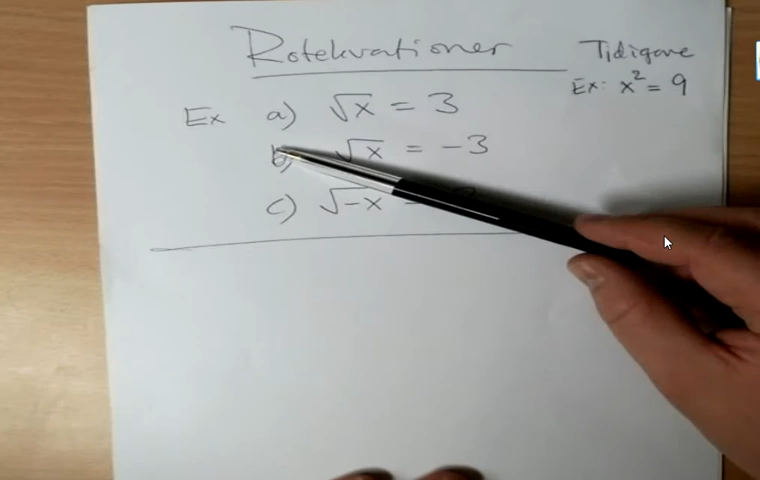 Rotekvationer
Tidigare
Ex: x² = 9
Ex a) √x = 3
b) √x = -3
c) √-x =